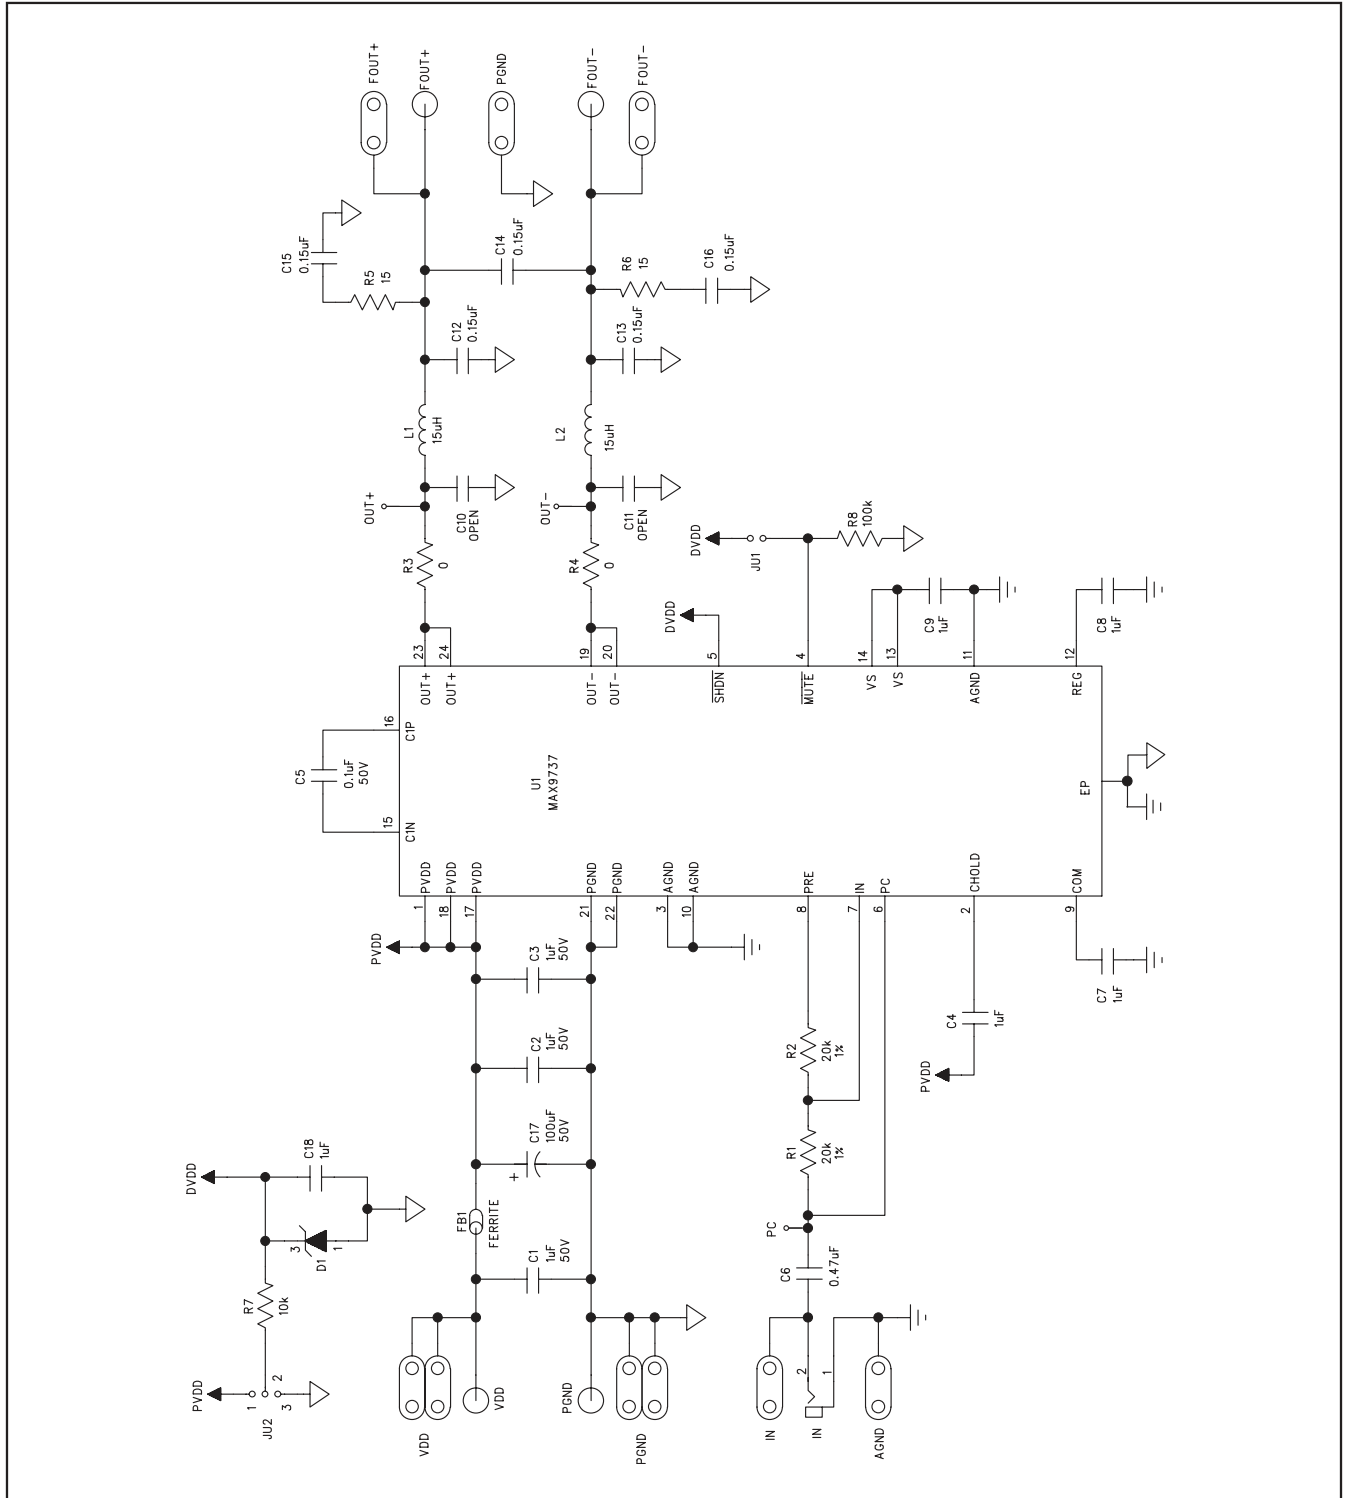 FOUT+
FOUT+
PGND
FOUT-
FOUT-
C15
0.15uF
R5
15
C14
0.15uF
R6
15
C16
0.15uF
C12
0.15uF
C13
0.15uF
L1
15uH
L2
15uH
OUT+
C10
OPEN
OUT-
C11
OPEN
R3
0
R4
0
DVDD
JU1
R8
100k
DVDD
C9
1uF
C8
1uF
23
24
19
20
5
4
14
13
11
12
OUT+
OUT+
OUT-
OUT-
SHDN
MUTE
VS
VS
AGND
REG
C5
0.1uF
50V
16
C1P
15
C1N
U1
MAX9737
EP
PVDD
PVDD
PVDD
PGND
PGND
AGND
AGND
PRE
IN
PC
CHOLD
COM
1
18
17
21
22
3
10
8
7
6
2
9
PVDD
C3
1uF
50V
C2
1uF
50V
C17
100uF
50V
+
FB1
FERRITE
C1
1uF
50V
R2
20k
1%
R1
20k
1%
C4
1uF
PVDD
C7
1uF
PC
C6
0.47uF
DVDD
C18
1uF
D1
3
1
R7
10k
PVDD
JU2
1
2
3
VDD
VDD
PGND
PGND
IN
IN
2
1
AGND